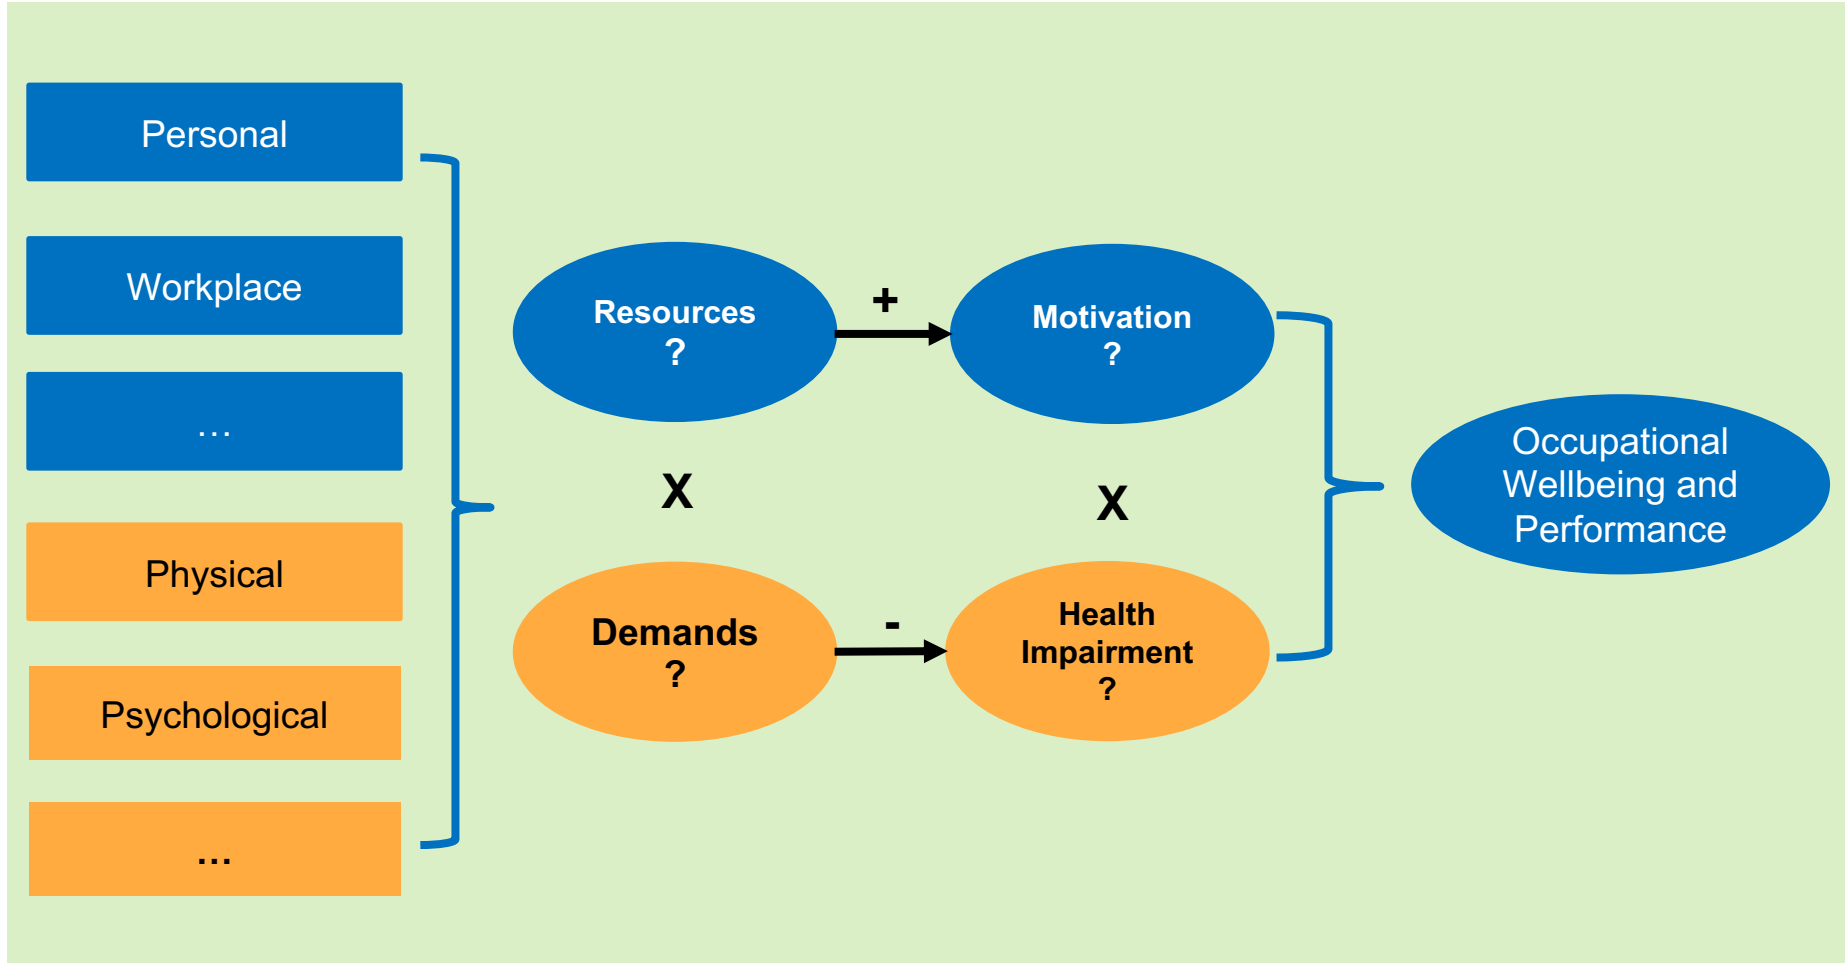 Personal
Workplace
...
Physical
Psychological
...
Resources
?
+
Motivation
?
X
X
Demands
?
-
Health
Impairment
?
Occupational
Wellbeing and
Performance